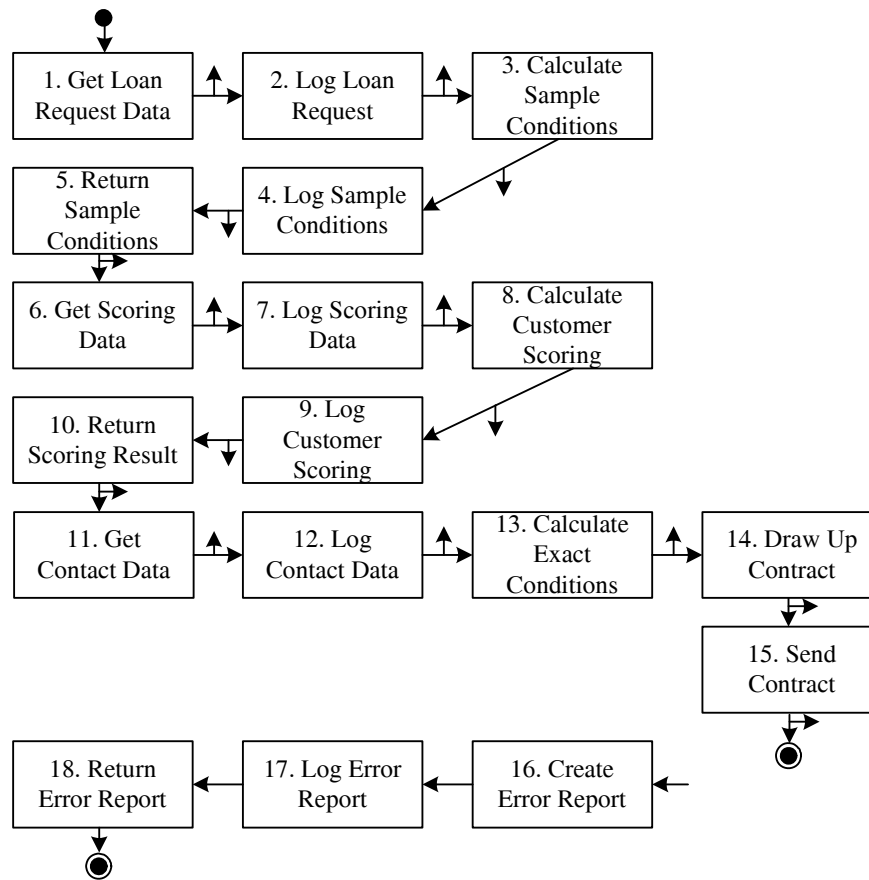 1. Get Loan
Request Data
2. Log Loan
Request
3. Calculate
Sample
Conditions
5. Return
Sample
Conditions
4. Log Sample
Conditions
6. Get Scoring
Data
7. Log Scoring
Data
8. Calculate
Customer
Scoring
10. Return
Scoring Result
9. Log
Customer
Scoring
11. Get
Contact Data
12. Log
Contact Data
13. Calculate
Exact
Conditions
14. Draw Up
Contract
15. Send
Contract
18. Return
Error Report
17. Log Error
Report
16. Create
Error Report